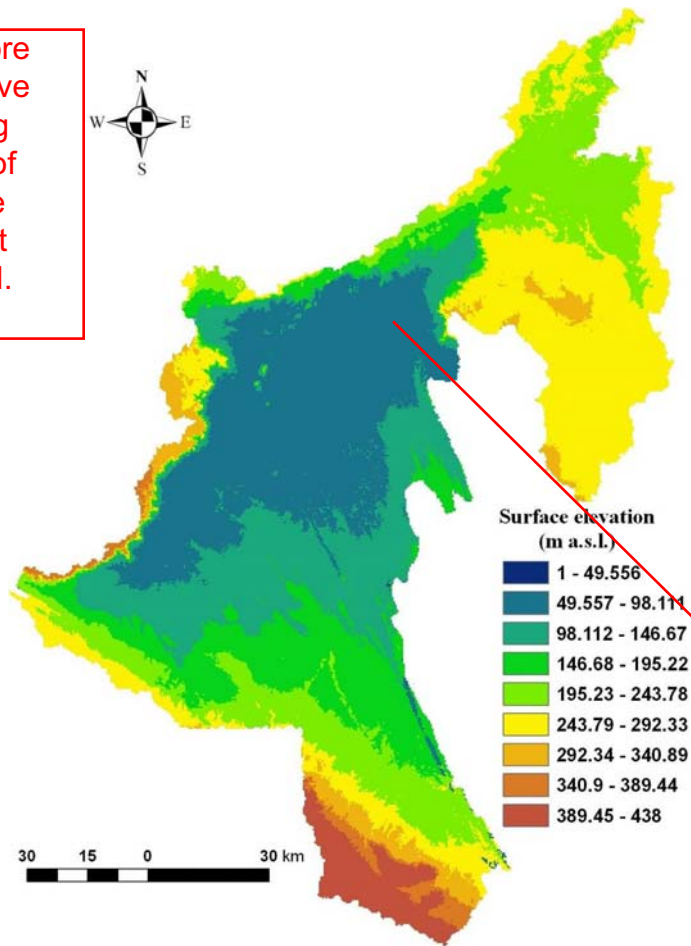 ore
ve
g
of
e
t
N
W E
S
Surface elevation
(m a.s.l.)
1 - 49.556
49.557 - 98.111
98.112 - 146.67
146.68 - 195.22
195.23 - 243.78
243.79 - 292.33
292.34 - 340.89
340.9 - 389.44
389.45 - 438
30 15 0 30 km